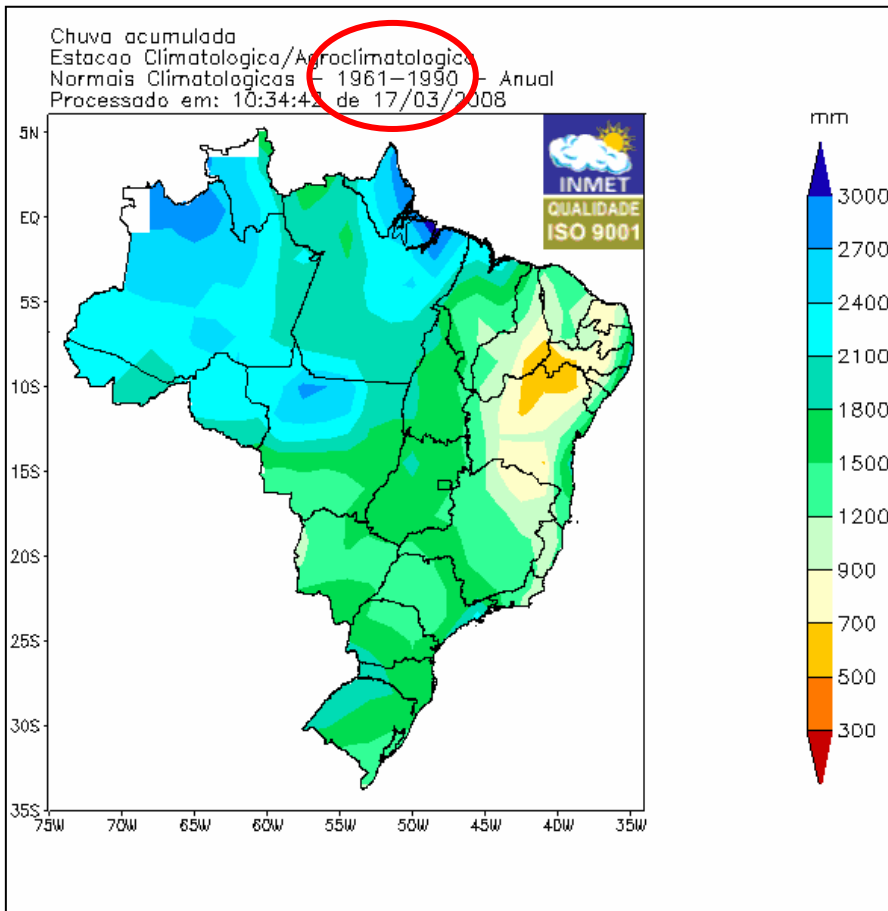 Chuva acumulada
Estacao Climatologica/Agroclimatologica
Normais Climatologicas - 1961-1990 - Anual
Processado em: 10:34:42 de 17/03/2008
mm
5N
EQ
5S
10S
15S
20S
25S
30S
35S
75W 70W 65W 60W 55W 50W 45W 40W 35W
INMET
QUALIDADE
ISO 9001
3000
2700
2400
2100
1800
1500
1200
900
700
500
300